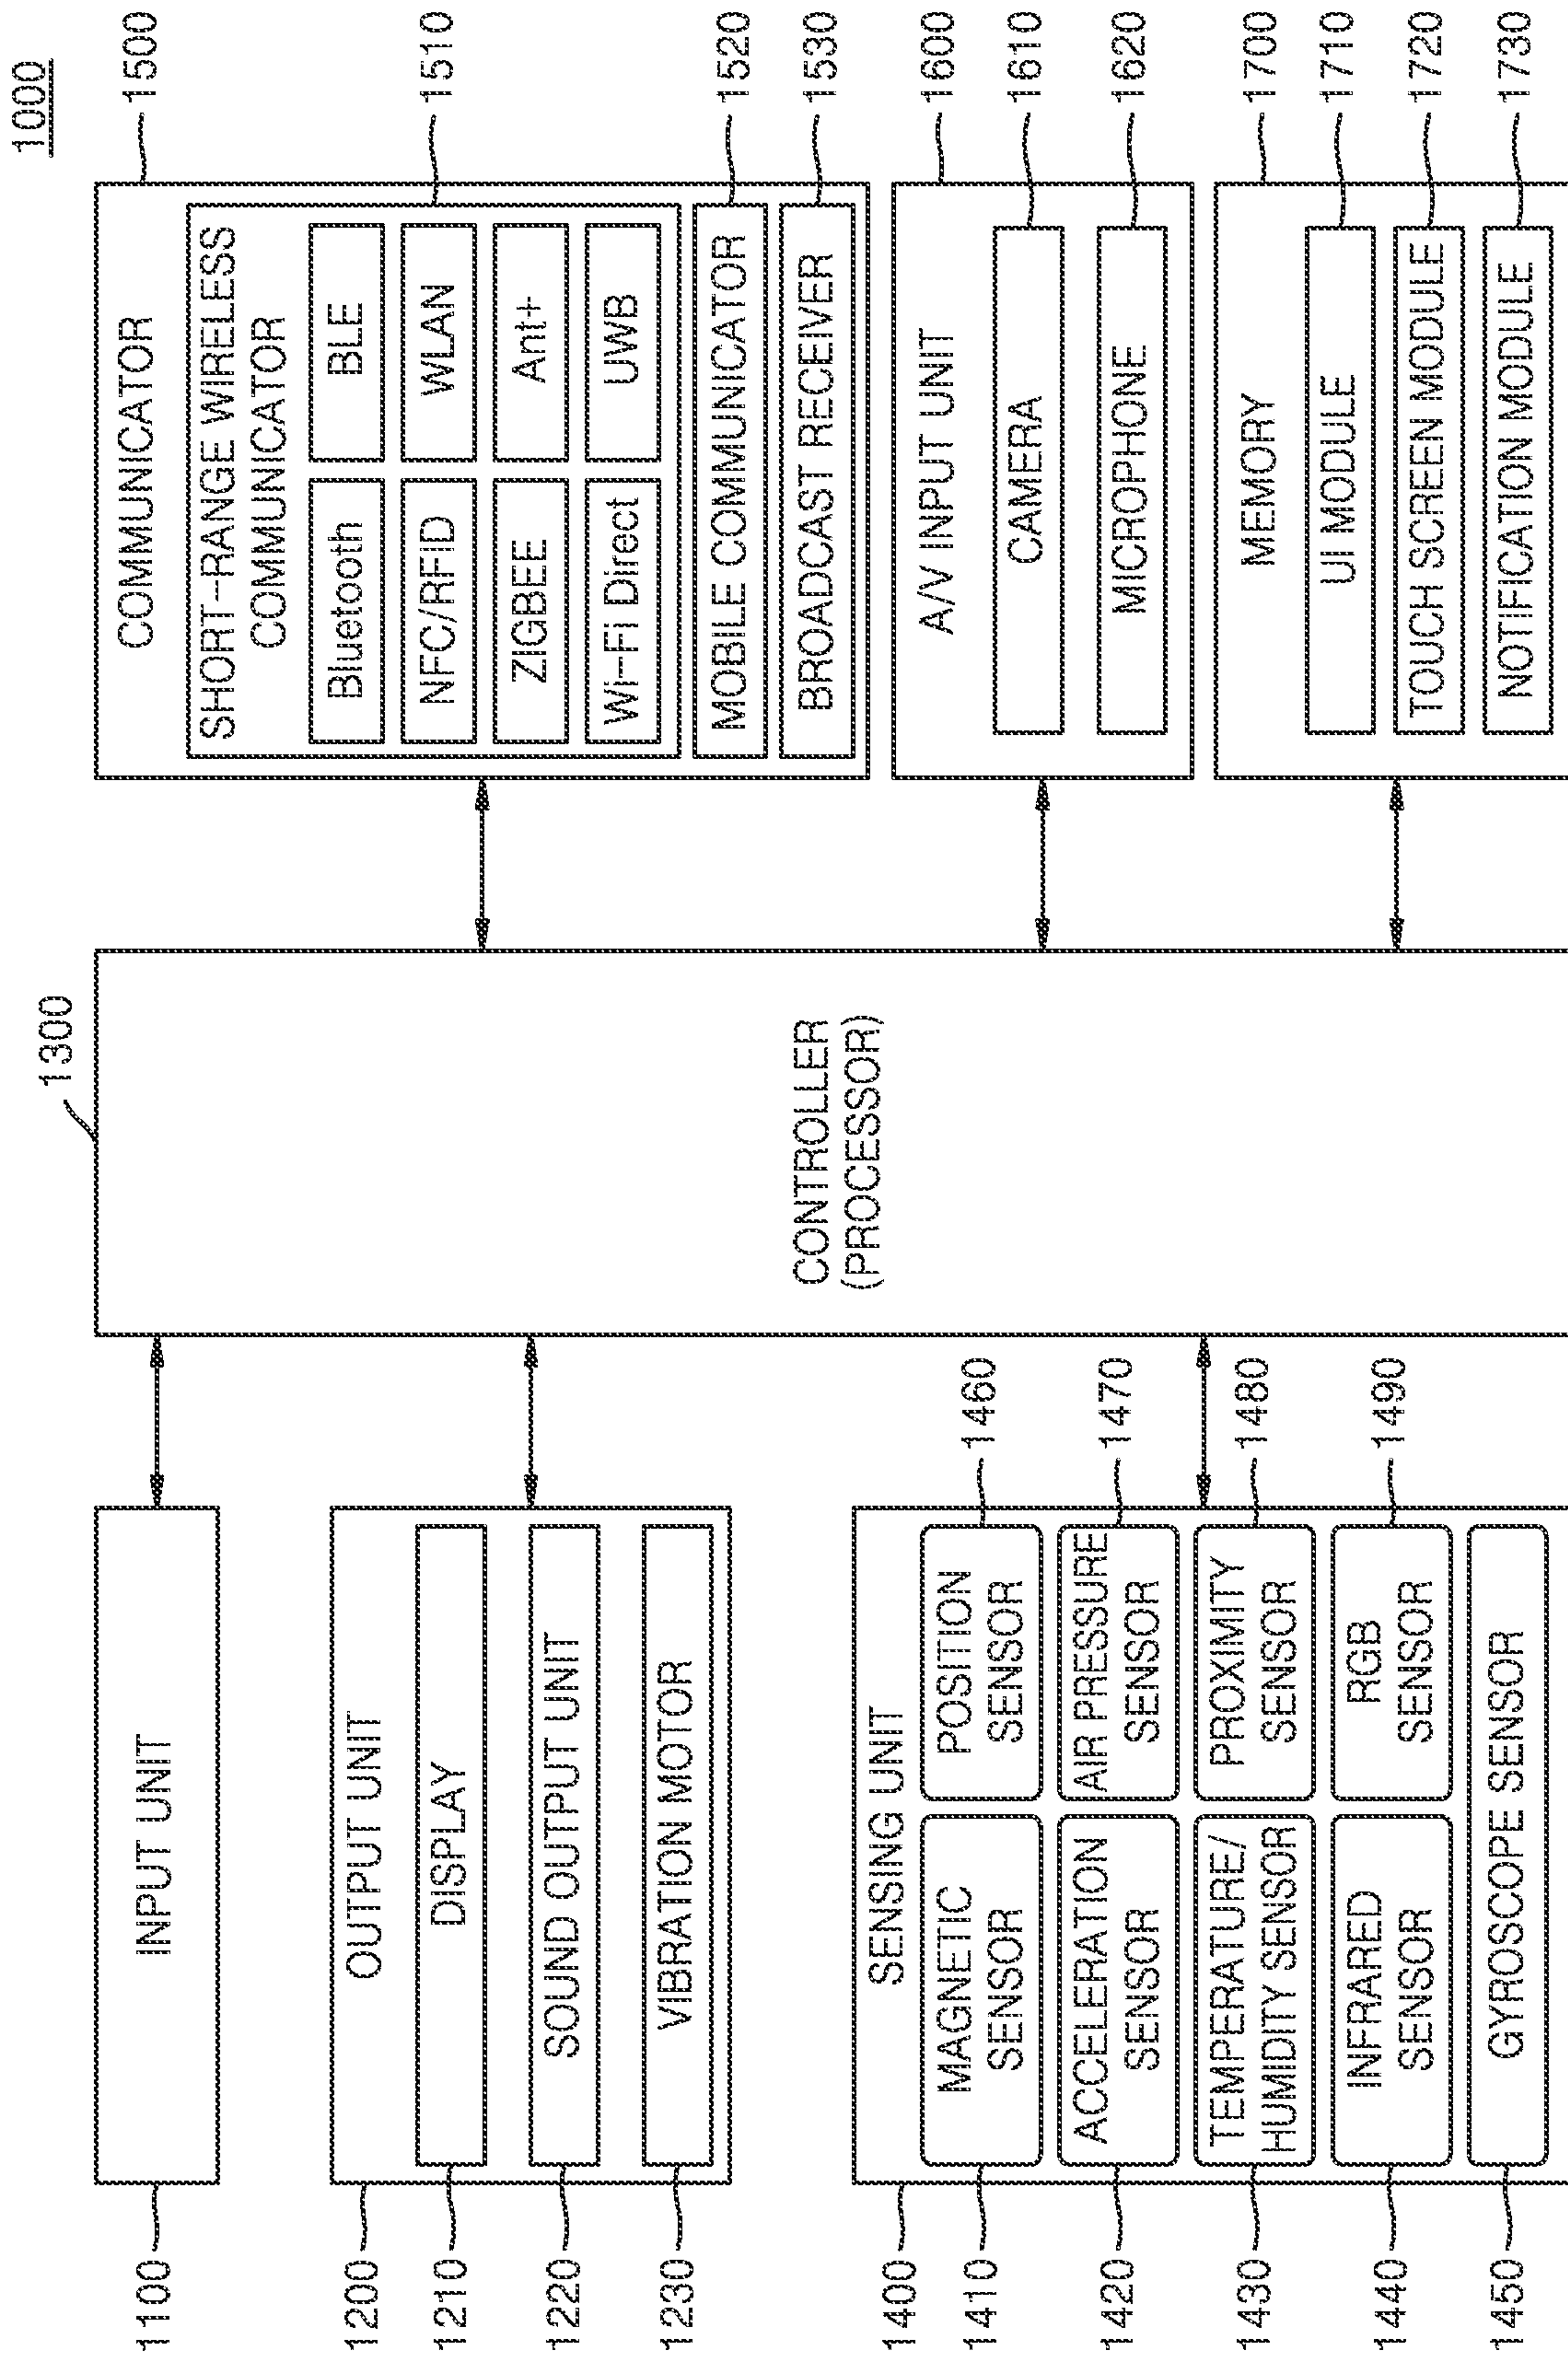 1000
1100
INPUT UNIT
1200
OUTPUT UNIT
1210
DISPLAY
1220
SOUND OUTPUT UNIT
1230
VIBRATION MOTOR
1400
SENSING UNIT
1410
MAGNETIC
SENSOR
POSITION
SENSOR
1460
1420
ACCELERATION
SENSOR
AIR PRESSURE
SENSOR
1470
1430
TEMPERATURE/
HUMIDITY SENSOR
PROXIMITY
SENSOR
1480
1440
INFRARED
SENSOR
RGB
SENSOR
1490
1450
GYROSCOPE SENSOR
1300
CONTROLLER
(PROCESSOR)
COMMUNICATOR
1500
SHORT-RANGE WIRELESS
COMMUNICATOR
1510
Bluetooth
BLE
NFC/RFID
WLAN
ZIGBEE
Ant+
Wi-Fi Direct
UWB
MOBILE COMMUNICATOR
1520
BROADCAST RECEIVER
1530
A/V INPUT UNIT
1600
CAMERA
1610
MICROPHONE
1620
MEMORY
1700
UI MODULE
1710
TOUCH SCREEN MODULE
1720
NOTIFICATION MODULE
1730